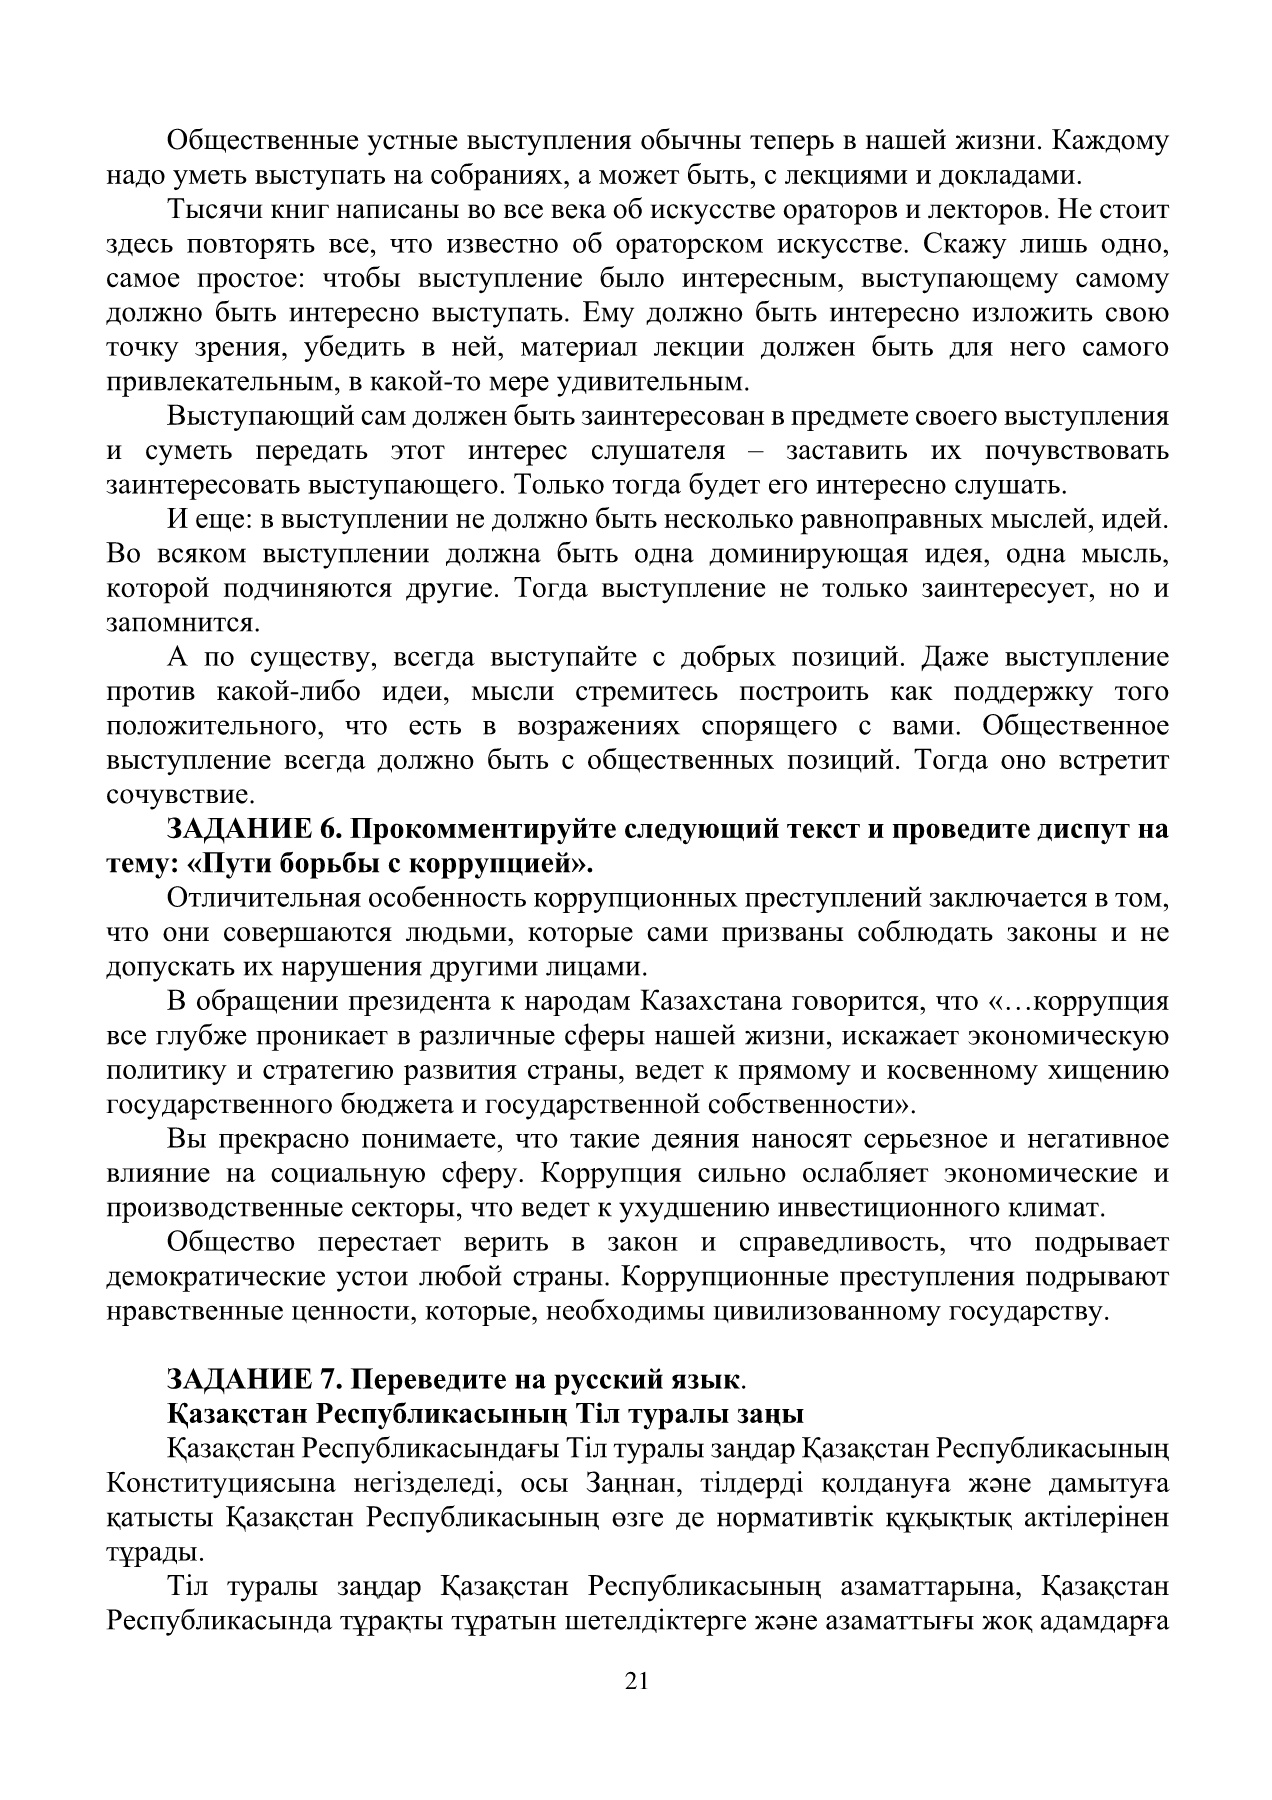 Общественные устные выступления обычны теперь в нашей жизни. Каждому
надо уметь выступать на собраниях, а может быть, с лекциями и докладами.
Тысячи книг написаны во все века об искусстве ораторов и лекторов. Не стоит
здесь повторять все, что известно об ораторском искусстве. Скажу лишь одно,
самое простое: чтобы выступление было интересным, выступающему самому
должно быть интересно выступать. Ему должно быть интересно изложить свою
точку зрения, убедить в ней, материал лекции должен быть для него самого
привлекательным, в какой-то мере удивительным.
Выступающий сам должен быть заинтересован в предмете своего выступления
и суметь передать этот интерес слушателя – заставить их почувствовать
заинтересовать выступающего. Только тогда будет его интересно слушать.
И еще: в выступлении не должно быть несколько равноправных мыслей, идей.
Во всяком выступлении должна быть одна доминирующая идея, одна мысль,
которой подчиняются другие. Тогда выступление не только заинтересует, но и
запомнится.
А по существу, всегда выступайте с добрых позиций. Даже выступление
против какой-либо идеи, мысли стремитесь построить как поддержку того
положительного, что есть в возражениях спорящего с вами. Общественное
выступление всегда должно быть с общественных позиций. Тогда оно встретит
сочувствие.
ЗАДАНИЕ 6. Прокомментируйте следующий текст и проведите диспут на
тему: «Пути борьбы с коррупцией».
Отличительная особенность коррупционных преступлений заключается в том,
что они совершаются людьми, которые сами призваны соблюдать законы и не
допускать их нарушения другими лицами.
В обращении президента к народам Казахстана говорится, что «…коррупция
все глубже проникает в различные сферы нашей жизни, искажает экономическую
политику и стратегию развития страны, ведет к прямому и косвенному хищению
государственного бюджета и государственной собственности».
Вы прекрасно понимаете, что такие деяния наносят серьезное и негативное
влияние на социальную сферу. Коррупция сильно ослабляет экономические и
производственные секторы, что ведет к ухудшению инвестиционного климат.
Общество перестает верить в закон и справедливость, что подрывает
демократические устои любой страны. Коррупционные преступления подрывают
нравственные ценности, которые, необходимы цивилизованному государству.
ЗАДАНИЕ 7. Переведите на русский язык.
Қазақстан Республикасының Тіл туралы заңы
Қазақстан Республикасындағы Тіл туралы заңдар Қазақстан Республикасының
Конституциясына негізделеді, осы Заңнан, тілдерді қолдануға және дамытуға
қатысты Қазақстан Республикасының өзге де нормативтік құқықтық актілерінен
тұрады.
Тіл туралы заңдар Қазақстан Республикасының азаматтарына, Қазақстан
Республикасында тұрақты тұратын шетелдіктерге және азаматтығы жоқ адамдарға
21